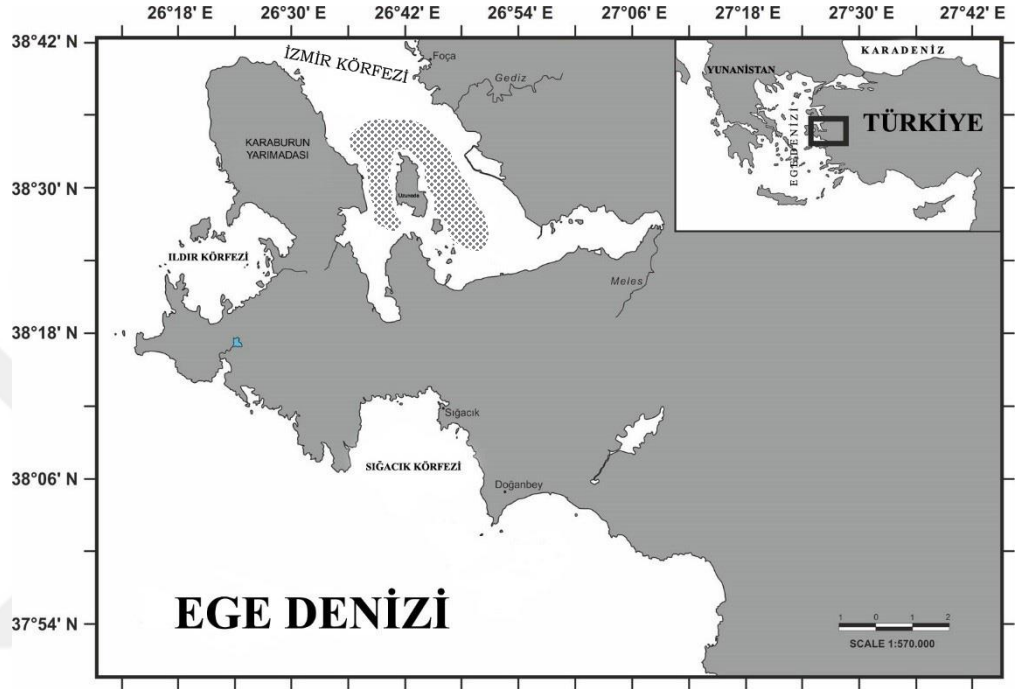 26°18' E 26°30' E 26°42' E 26°54' E 27°06' E 27°18' E 27°30' E 27°42' E
38°42' N
38°30' N
38°18' N
38°06' N
37°54' N
İZMİR KÖRFEZİ
Foça
Gediz
KARABURUN
YARIMADASI
Uzunada
ILDIR KÖRFEZİ
Meles
Sığacık
SIĞACIK KÖRFEZİ
Doğanbey
EGE DENİZİ
KARADENİZ
YUNANİSTAN
TÜRKİYE
EGE DENİZİ
1 0 1 2
SCALE 1:570.000